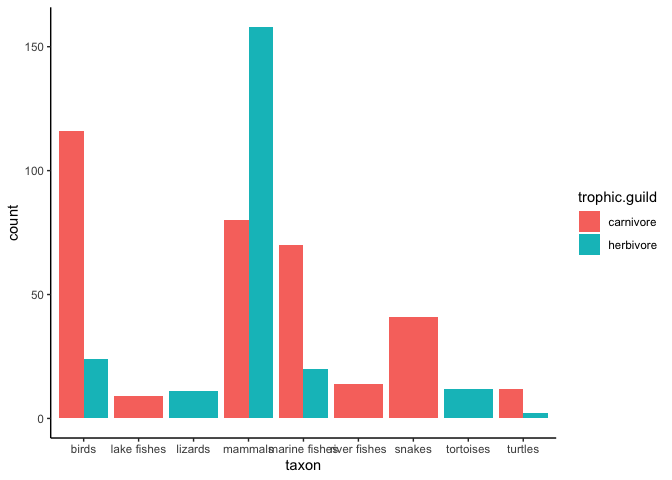 150
100
50
0
count
birds lake fishes lizards mammals marine fishes river fishes snakes tortoises turtles
taxon
trophic.guild
carnivore
herbivore